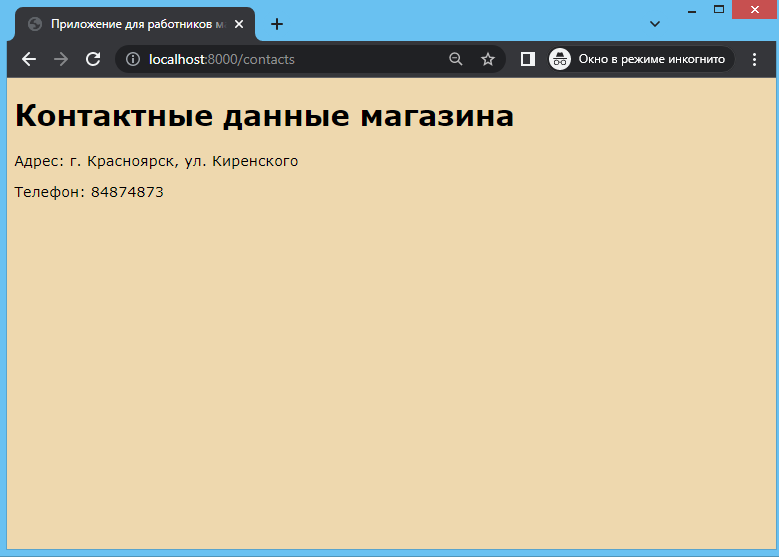 Приложение для работников м
localhost:8000/contacts
Окно в режиме инкогнито
Контактные данные магазина
Адрес: г. Красноярск, ул. Киренского
Телефон: 84874873